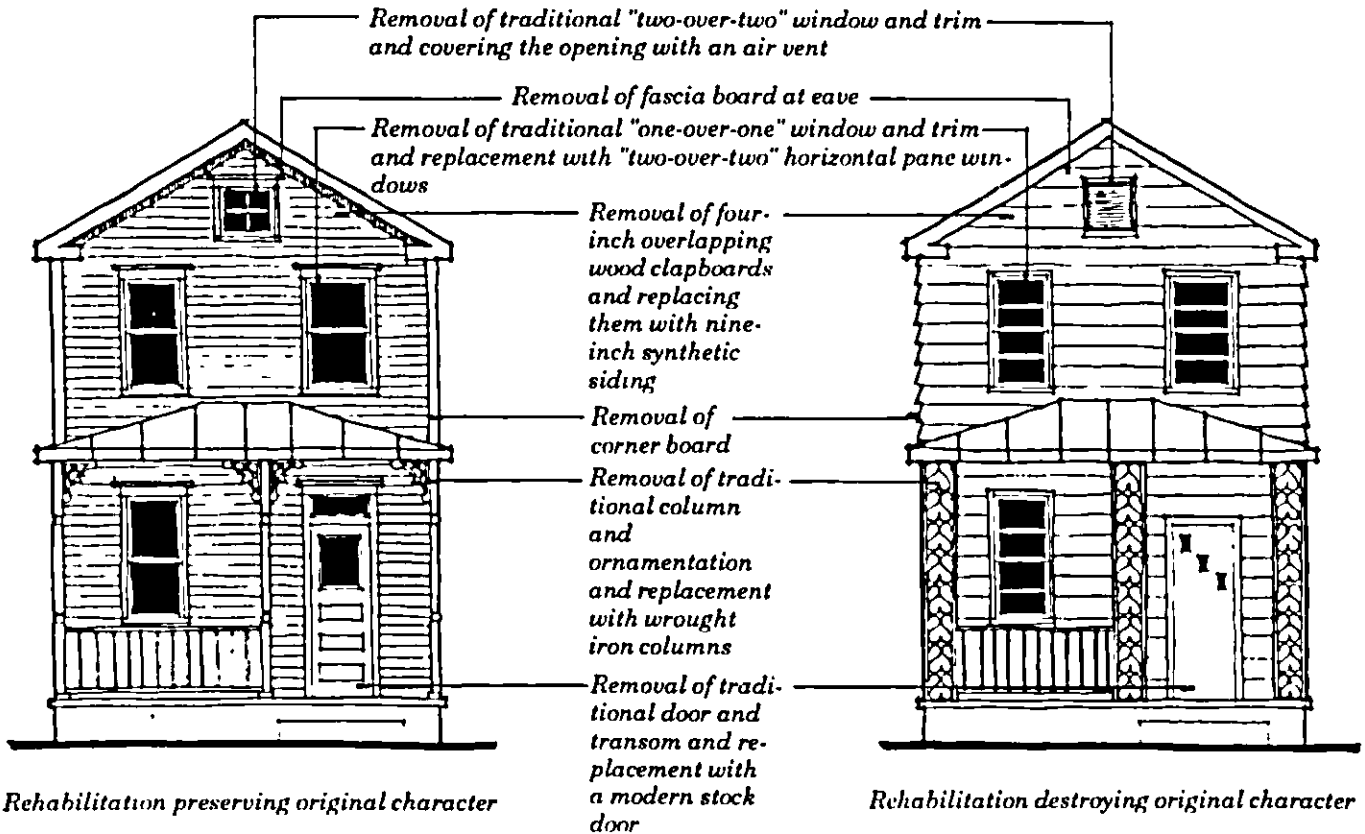 Removal of traditional "two-over-two" window and trim
and covering the opening with an air vent
Removal of fascia board at eave
Removal of traditional "one-over-one" window and trim
and replacement with "two-over-two" horizontal pane win-
dows
Removal of four-
inch overlapping
wood clapboards
and replacing
them with nine-
inch synthetic
siding
Removal of
corner board
Removal of tradi-
tional column
and
ornamentation
and replacement
with wrought
iron columns
Removal of tradi-
tional door and
transom and re-
placement with
a modern stock
door
Rehabilitation preserving original character
Rehabilitation destroying original character